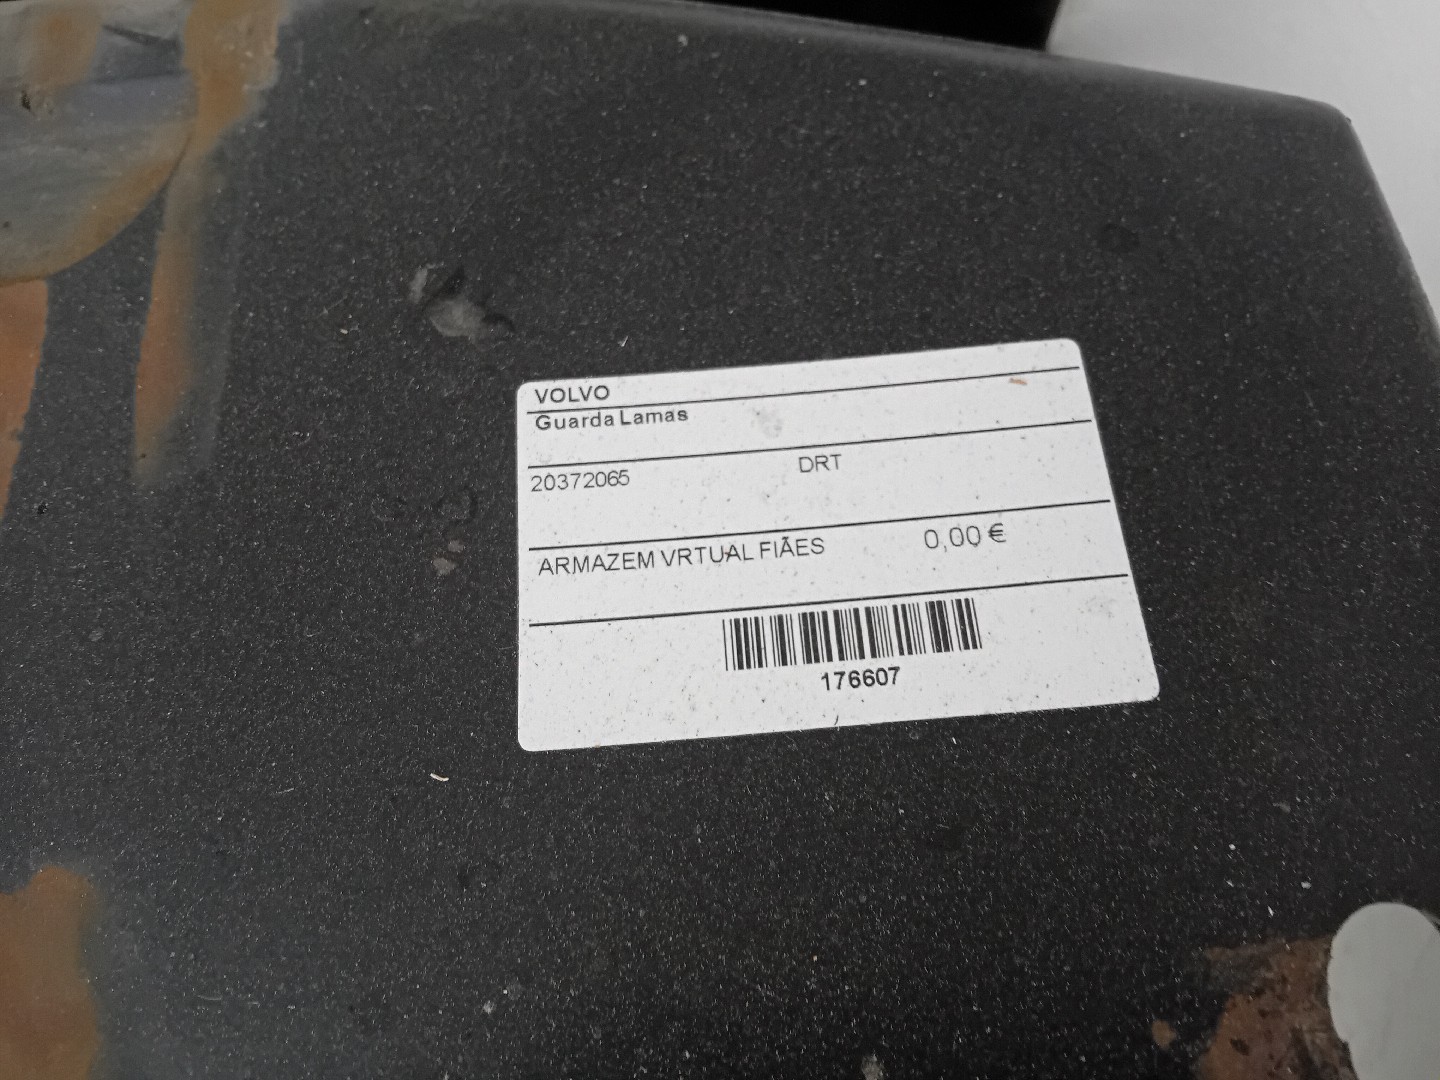 VOLVO
Guarda Lamas
20372065 DRT
ARMAZEM VRTUAL FIÃES 0,00 €
176607